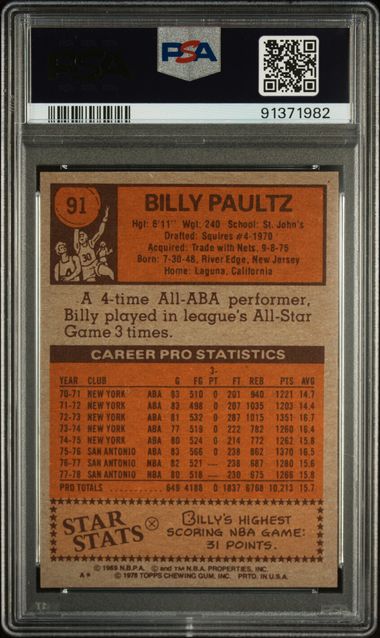 PSA
PSA
91371982
91
BILLY PAULTZ
Hgt: 6'11" Wgt: 240 School: St. John's
Drafted: Squires #4-1970
Acquired: Trade with Nets, 9-8-75
Born: 7-30-48, River Edge, New Jersey
Home: Laguna, California
A 4-time All-ABA performer,
Billy played in league's All-Star
Game 3 times.
CAREER PRO STATISTICS
3-
YEAR CLUB G FG PT FT REB PTS AVG
70-71 NEW YORK ABA 83 510 0 201 940 1221 14.7
71-72 NEW YORK ABA 83 498 0 207 1035 1203 14.4
72-73 NEW YORK ABA 81 532 0 287 1015 1351 16.7
73-74 NEW YORK ABA 77 519 0 222 782 1260 16.4
74-75 NEW YORK ABA 80 524 0 214 772 1262 15.8
75-76 SAN ANTONIO ABA 83 566 0 238 862 1370 16.5
76-77 SAN ANTONIO NBA 82 521 — 238 687 1280 15.6
77-78 SAN ANTONIO NBA 80 518 — 230 675 1266 15.8
PRO TOTALS 649 4188 0 1837 6768 10,213 15.7
STAR
STATS
BILLY'S HIGHEST
SCORING NBA GAME:
31 POINTS.
© 1969 N.B.P.A. © and TM N.B.A. PROPERTIES, INC.
A* © 1978 TOPPS CHEWING GUM, INC. PRTD. IN U.S.A.